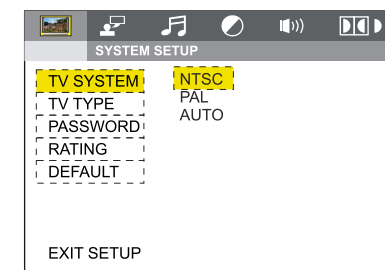 SYSTEM SETUP
TV SYSTEM NTSC
TV TYPE PAL
PASSWORD AUTO
RATING
DEFAULT
EXIT SETUP